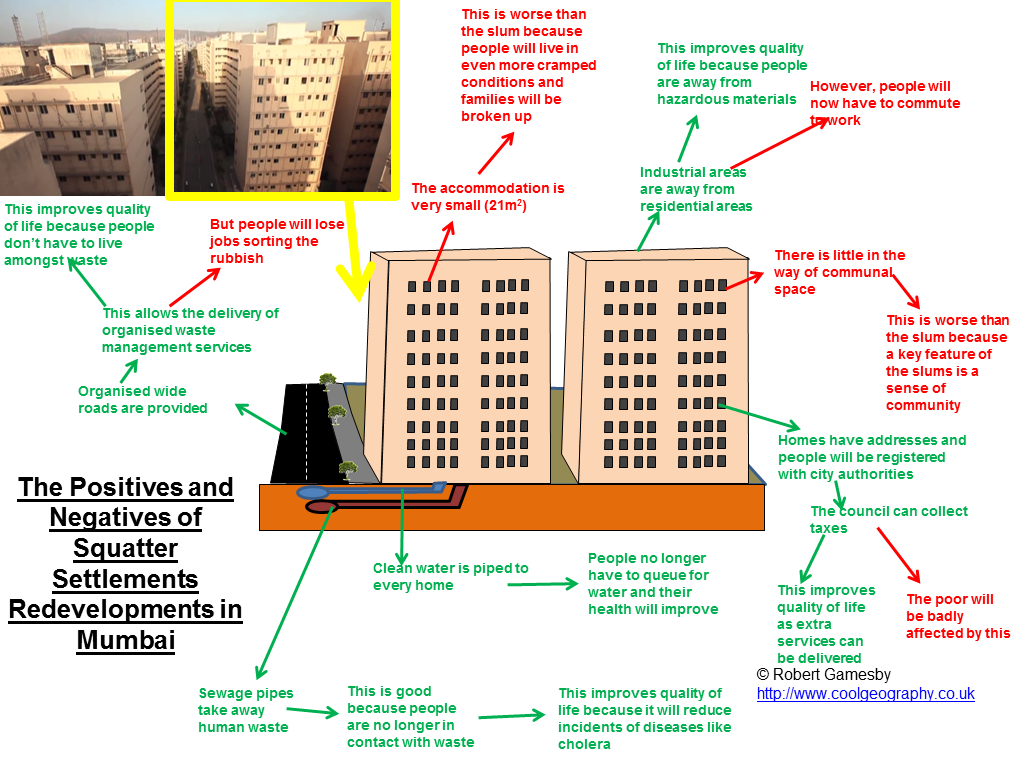 This is worse than
the slum because
people will live in
even more cramped
conditions and
families will be
broken up
This improves quality
of life because people
are away from
hazardous materials
However, people will
now have to commute
to work
The accommodation is
very small (21m²)
Industrial areas
are away from
residential areas
This improves quality
of life because people
don't have to live
amongst waste
But people will lose
jobs sorting the
rubbish
There is little in the
way of communal
space
This allows the delivery of
organised waste
management services
This is worse than
the slum because
a key feature of
the slums is a
sense of
community
Organised wide
roads are provided
Homes have addresses and
people will be registered
with city authorities
The Positives and
Negatives of
Squatter
Settlements
Redevelopments in
Mumbai
The council can collect
taxes
Clean water is piped to
every home
People no longer
have to queue for
water and their
health will improve
This improves
quality of life
as extra
services can
be delivered
The poor will
be badly
affected by this
© Robert Gamesby
http://www.coolgeography.co.uk
Sewage pipes
take away
human waste
This is good
because people
are no longer in
contact with waste
This improves quality of
life because it will reduce
incidents of diseases like
cholera